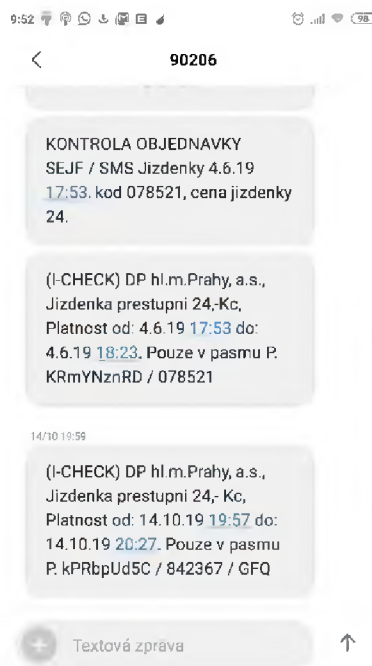 9:52
98
90206
KONTROLA OBJEDNAVKY
SEJF / SMS Jizdenky 4.6.19
17:53. kod 078521, cena jizdenky
24.
(I-CHECK) DP hl.m.Prahy, a.s.,
Jizdenka prestupni 24,-Kc,
Platnost od: 4.6.19 17:53 do:
4.6.19 18:23. Pouze v pasmu P.
KRmYNznRD / 078521
14/10 19:59
(I-CHECK) DP hl.m.Prahy, a.s.,
Jizdenka prestupni 24,- Kc,
Platnost od: 14.10.19 19:57 do:
14.10.19 20:27. Pouze v pasmu
P. kPRbpUd5C / 842367 / GFQ
Textová zpráva